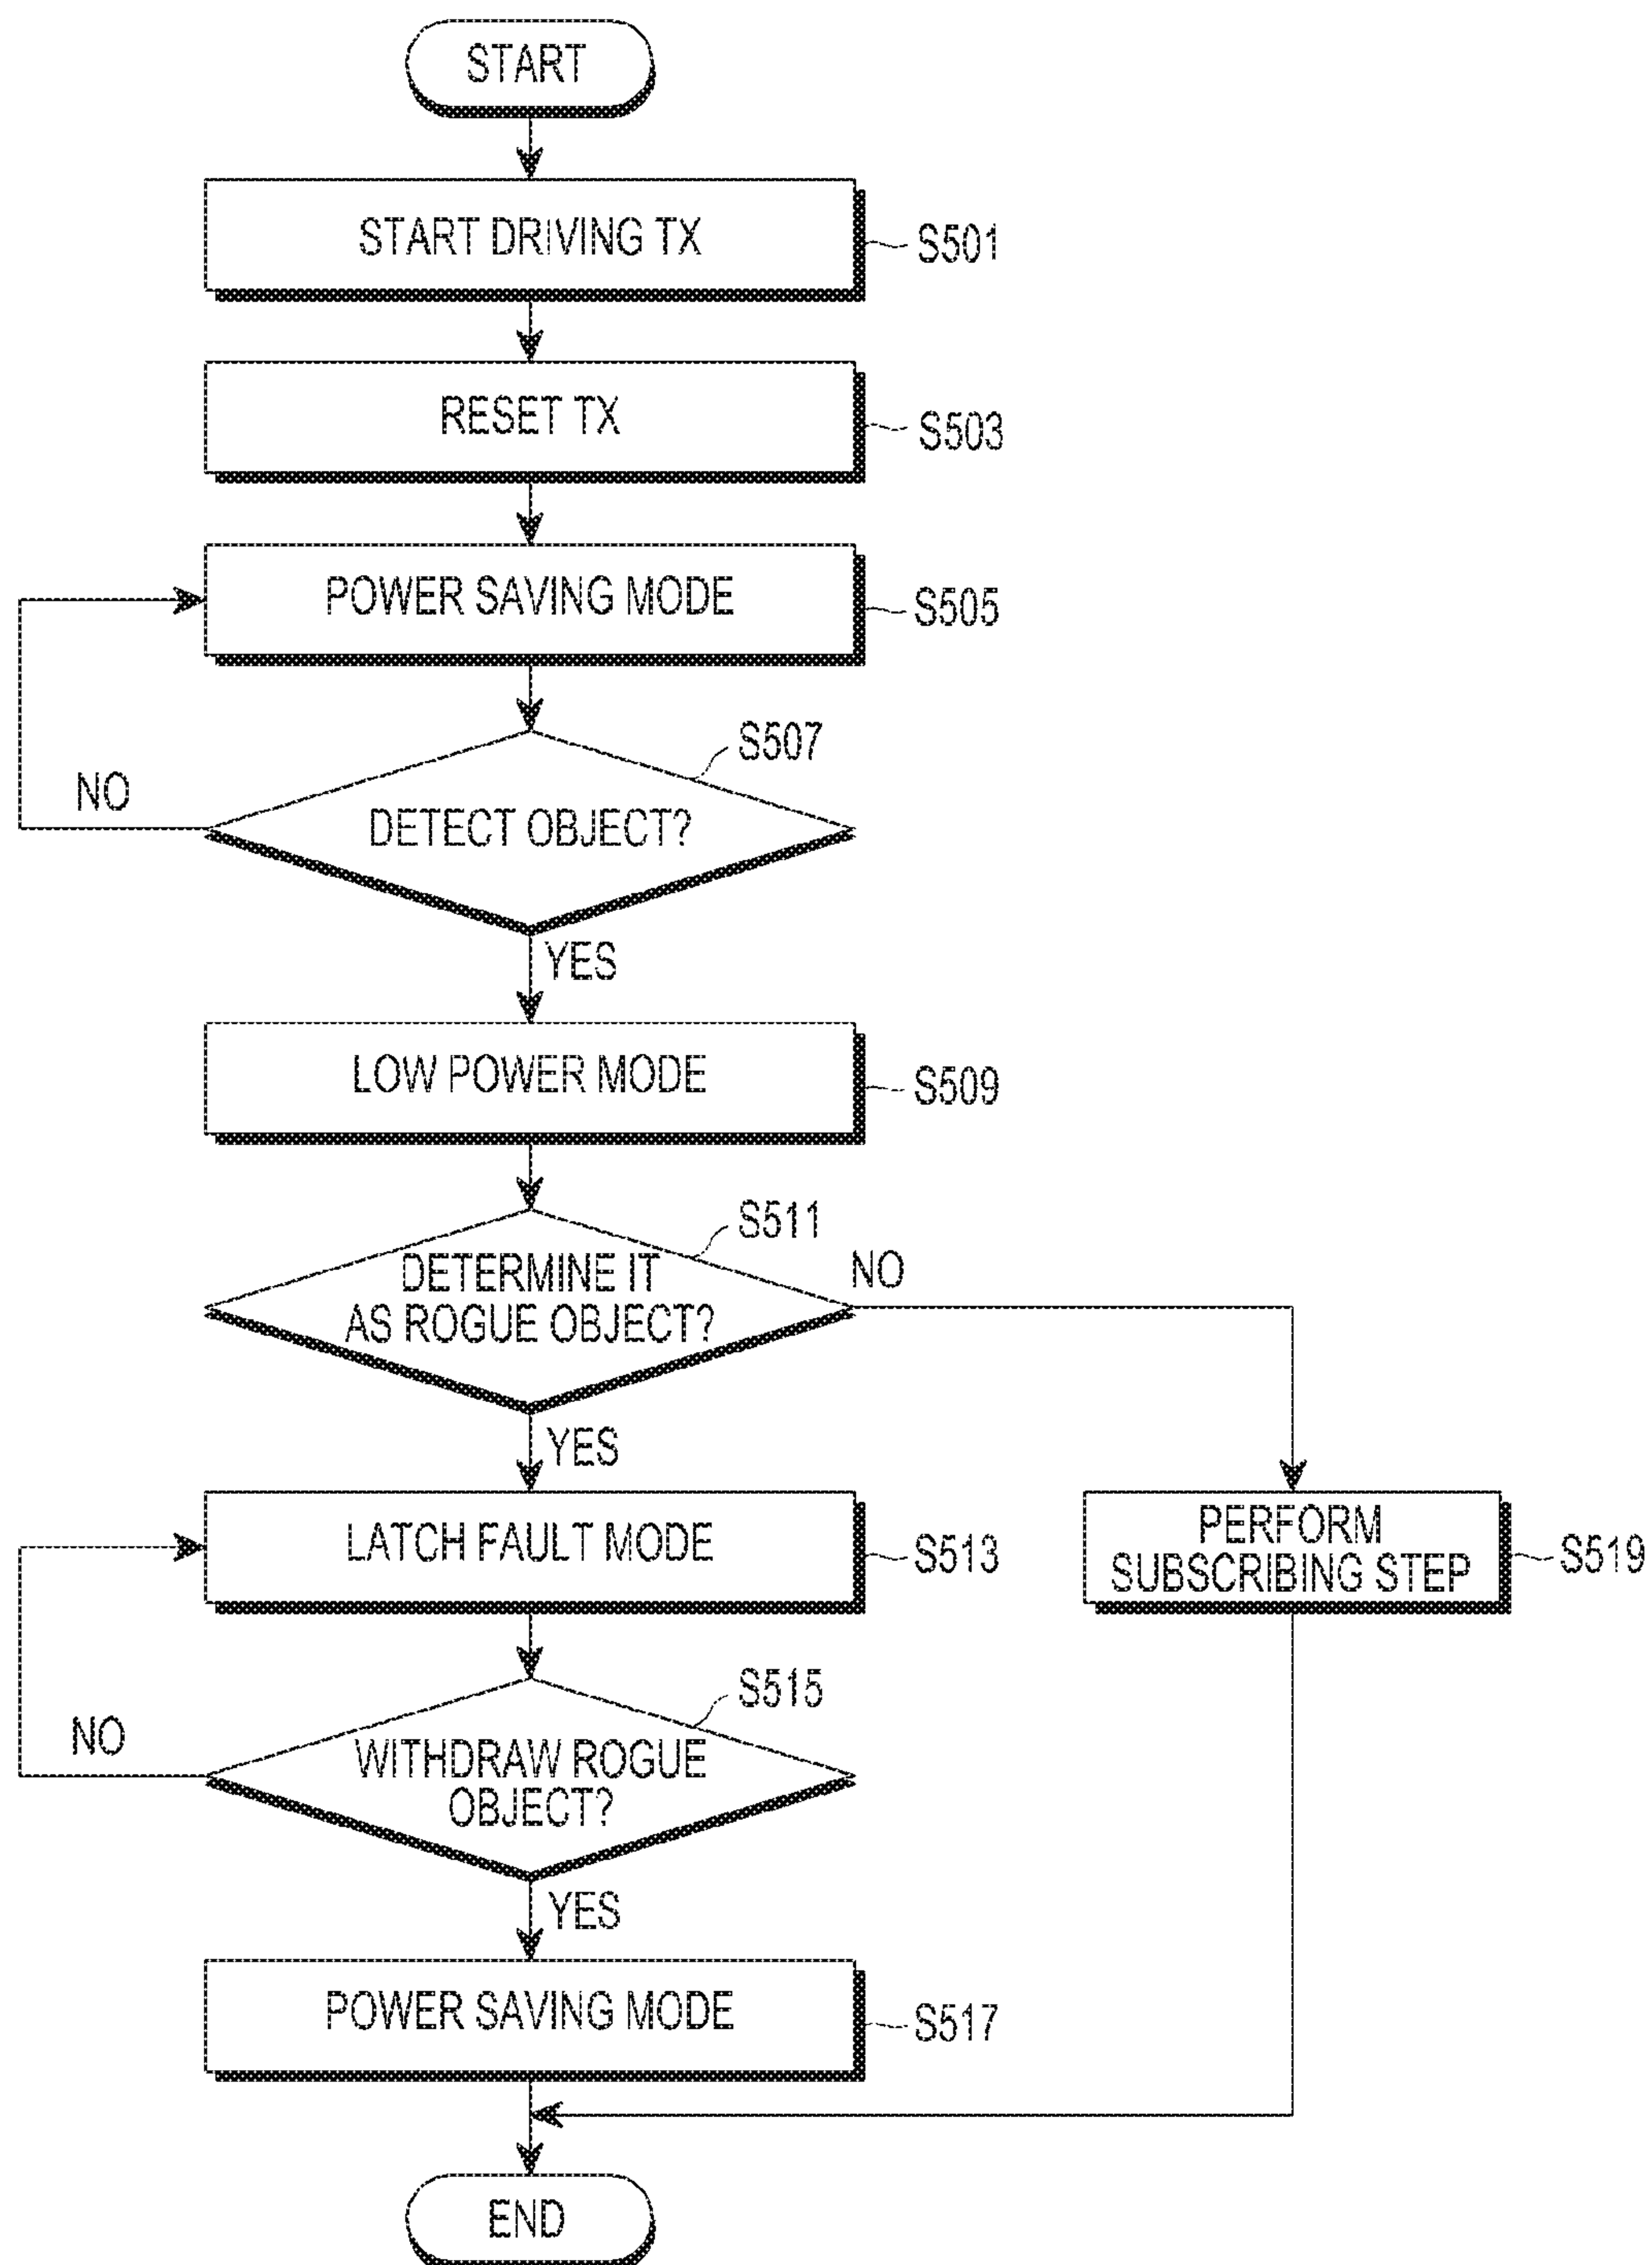 START
START DRIVING TX
S501
RESET TX
S503
POWER SAVING MODE
S505
S507
NO
DETECT OBJECT?
YES
LOW POWER MODE
S509
S511
DETERMINE IT
AS ROGUE OBJECT?
NO
YES
LATCH FAULT MODE
S513
PERFORM
SUBSCRIBING STEP
S519
S515
NO
WITHDRAW ROGUE
OBJECT?
YES
POWER SAVING MODE
S517
END